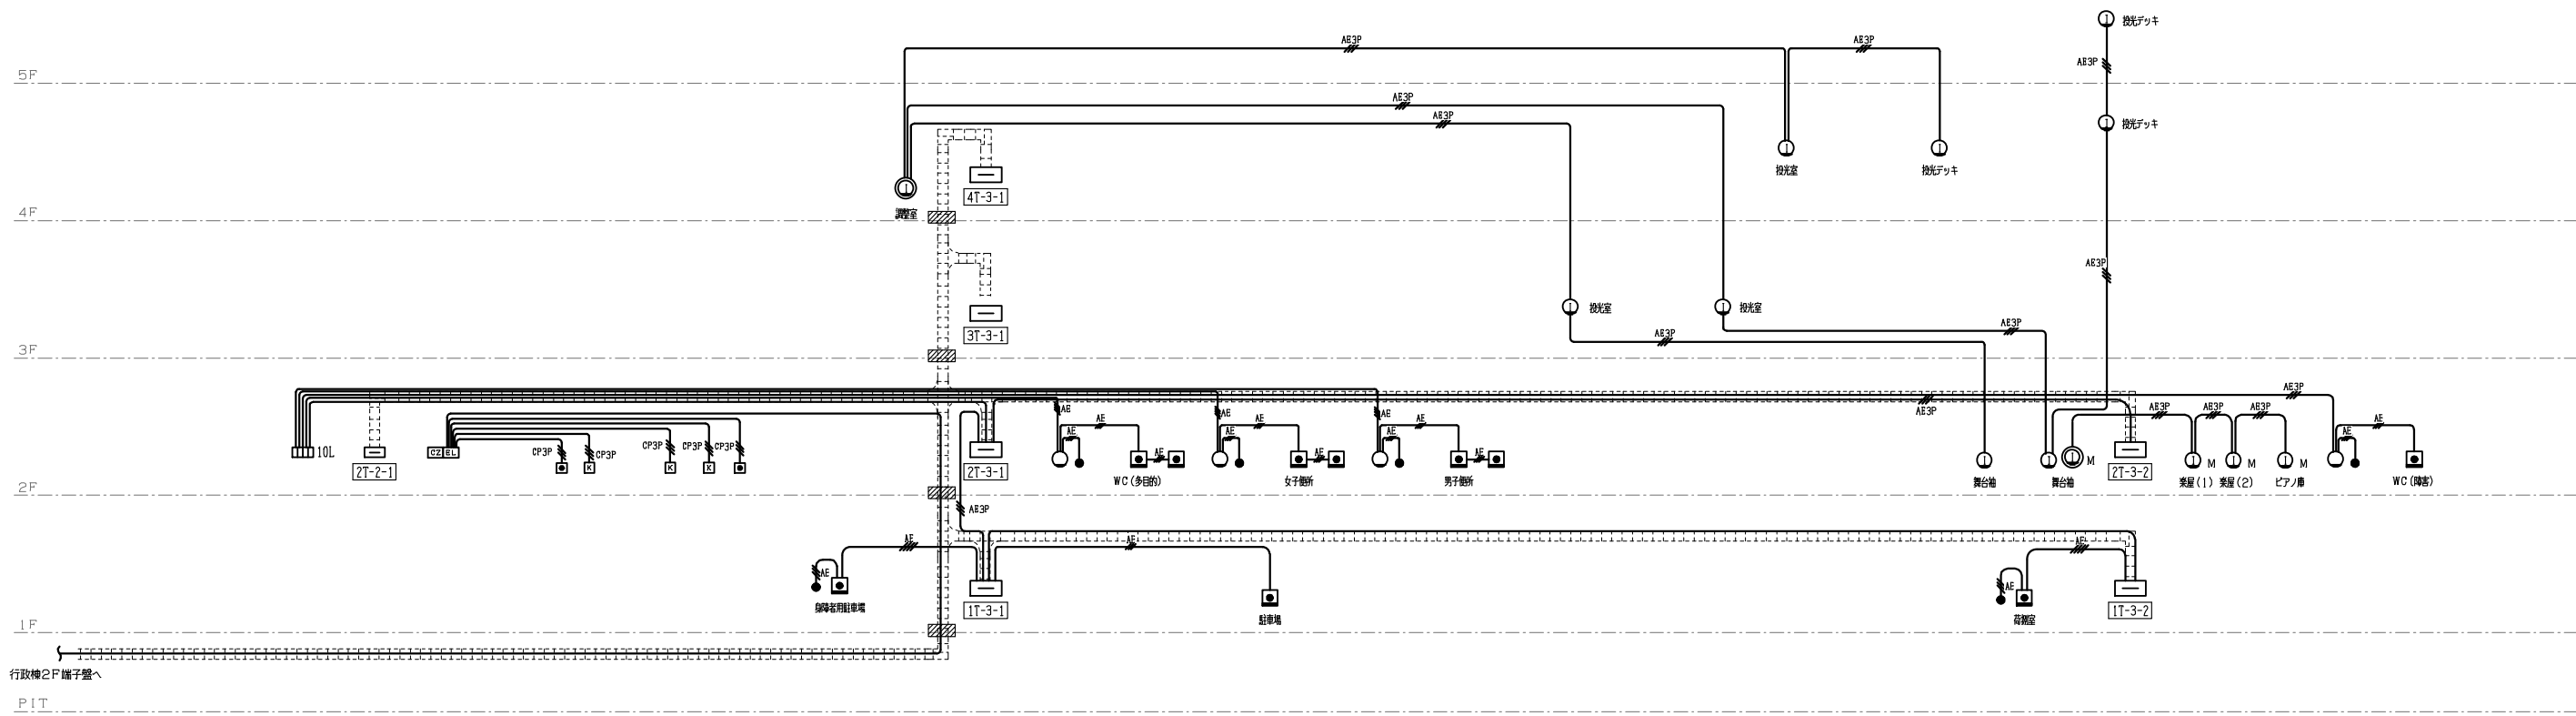 投光デッキ
AE3P
AE3P
AE3P
5F
AE3P
AE3P
投光デッキ
投光室
投光デッキ
4T-3-1
調整室
4F
AE3P
投光室
投光室
3T-3-1
AE3P
AE3P
3F
AE3P
AE3P
AE
AE
AE
AE3P
AE3P
AE3P
AE
AE
AE
AE
AE
AE
AE
AE
AE
AE
CP3P
CP3P
CP3P
10L
CZ
EL
CP3P
CP3P
AE
AE
AE
K
K
K
M
M
M
M
2T-2-1
2T-3-1
2T-3-2
WC(多目的)
女子便所
男子便所
舞台袖
舞台袖
楽屋(1)
楽屋(2)
ピアノ庫
WC(障害)
2F
AE3P
AE
AE
AE
AE
AE
身障者用駐車場
1T-3-1
1T-3-2
駐車場
荷捌室
1F
行政棟2F端子盤へ
PIT